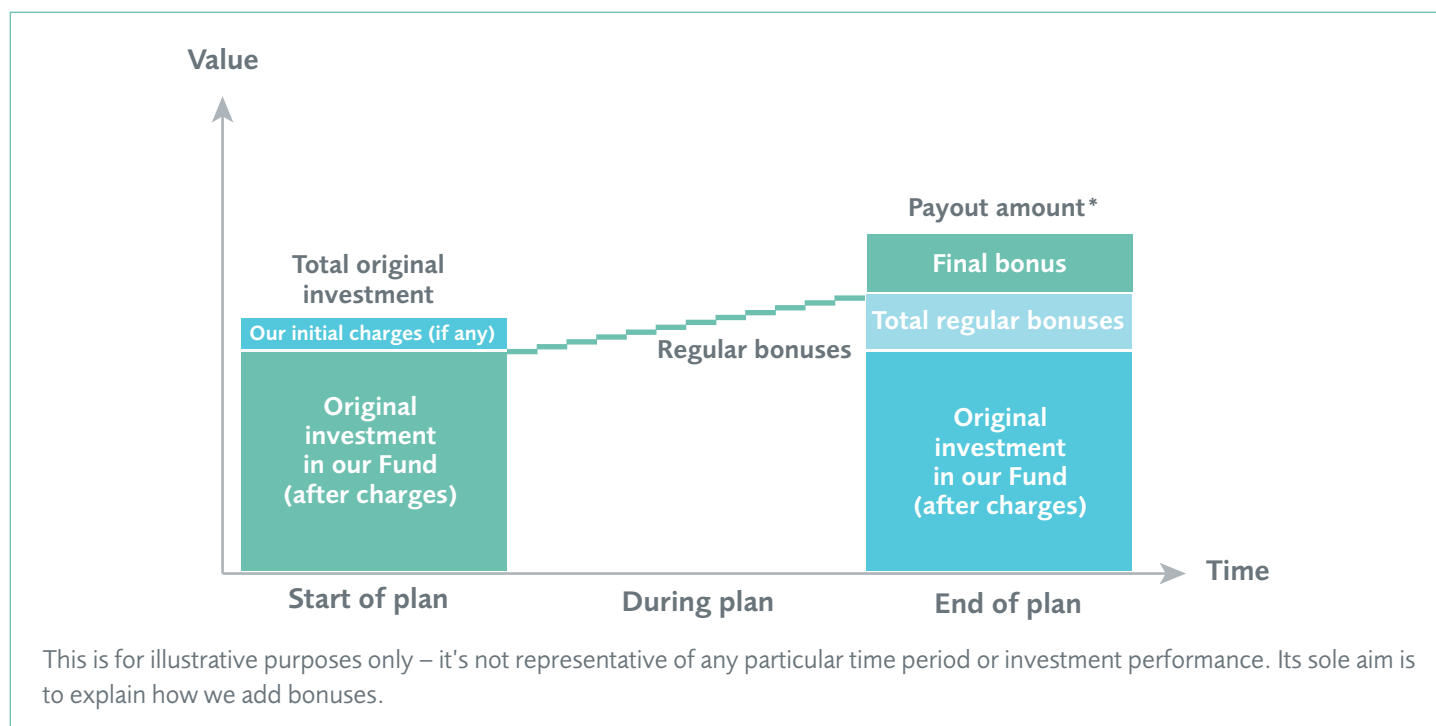 Value
Payout amount*
Final bonus
Total regular bonuses
Total original
investment
Our initial charges (if any)
Regular bonuses
Original
investment
in our Fund
(after charges)
Original
investment
in our Fund
(after charges)
Time
Start of plan
During plan
End of plan
This is for illustrative purposes only – it's not representative of any particular time period or investment performance. Its sole aim is
to explain how we add bonuses.